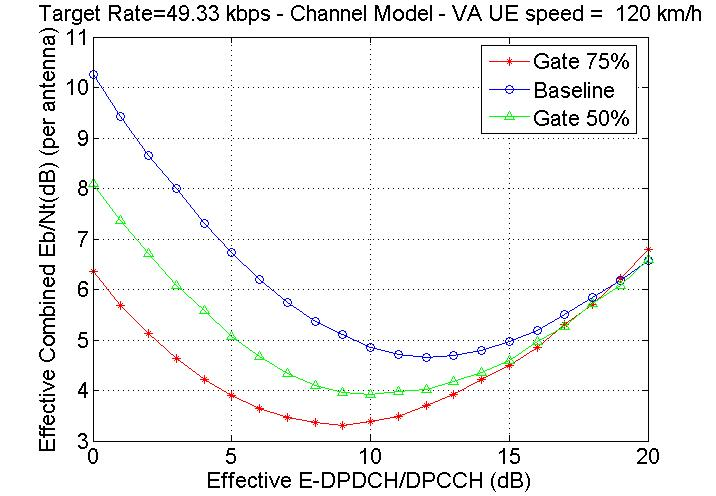 Target Rate=49.33 kbps - Channel Model - VA UE speed =  120 km/h
Effective Combined Eb/Nt(dB) (per antenna)
11
10
9
8
7
6
5
4
3
Gate 75%
Baseline
Gate 50%
0 5 10 15 20
Effective E-DPDCH/DPCCH (dB)